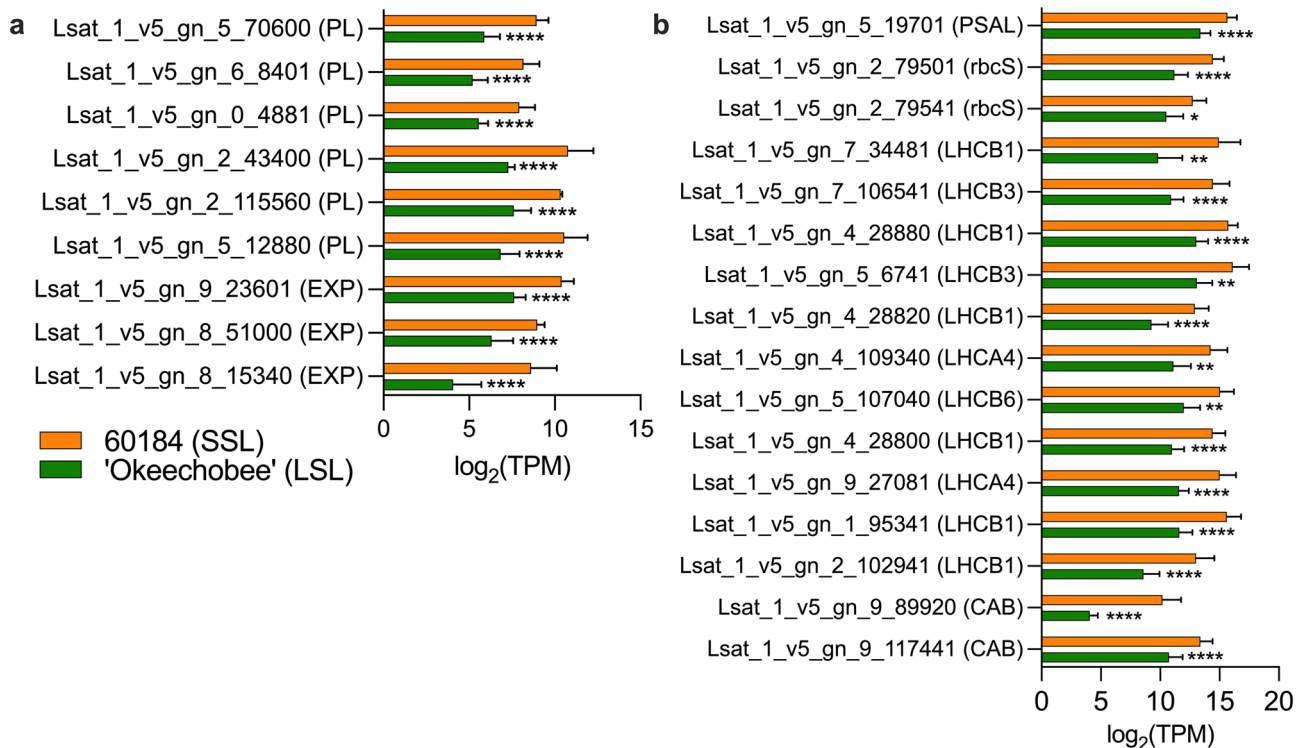 a
Lsat_1_v5_gn_5_70600 (PL)
****
Lsat_1_v5_gn_6_8401 (PL)
****
Lsat_1_v5_gn_0_4881 (PL)
****
Lsat_1_v5_gn_2_43400 (PL)
****
Lsat_1_v5_gn_2_115560 (PL)
****
Lsat_1_v5_gn_5_12880 (PL)
****
Lsat_1_v5_gn_9_23601 (EXP)
****
Lsat_1_v5_gn_8_51000 (EXP)
****
Lsat_1_v5_gn_8_15340 (EXP)
****
0 5 10 15
log2(TPM)
60184 (SSL)
'Okeechobee' (LSL)
b
Lsat_1_v5_gn_5_19701 (PSAL)
****
Lsat_1_v5_gn_2_79501 (rbcS)
****
Lsat_1_v5_gn_2_79541 (rbcS)
*
Lsat_1_v5_gn_7_34481 (LHCB1)
**
Lsat_1_v5_gn_7_106541 (LHCB3)
****
Lsat_1_v5_gn_4_28880 (LHCB1)
****
Lsat_1_v5_gn_5_6741 (LHCB3)
**
Lsat_1_v5_gn_4_28820 (LHCB1)
****
Lsat_1_v5_gn_4_109340 (LHCA4)
**
Lsat_1_v5_gn_5_107040 (LHCB6)
**
Lsat_1_v5_gn_4_28800 (LHCB1)
****
Lsat_1_v5_gn_9_27081 (LHCA4)
****
Lsat_1_v5_gn_1_95341 (LHCB1)
****
Lsat_1_v5_gn_2_102941 (LHCB1)
****
Lsat_1_v5_gn_9_89920 (CAB)
****
Lsat_1_v5_gn_9_117441 (CAB)
****
0 5 10 15 20
log2(TPM)